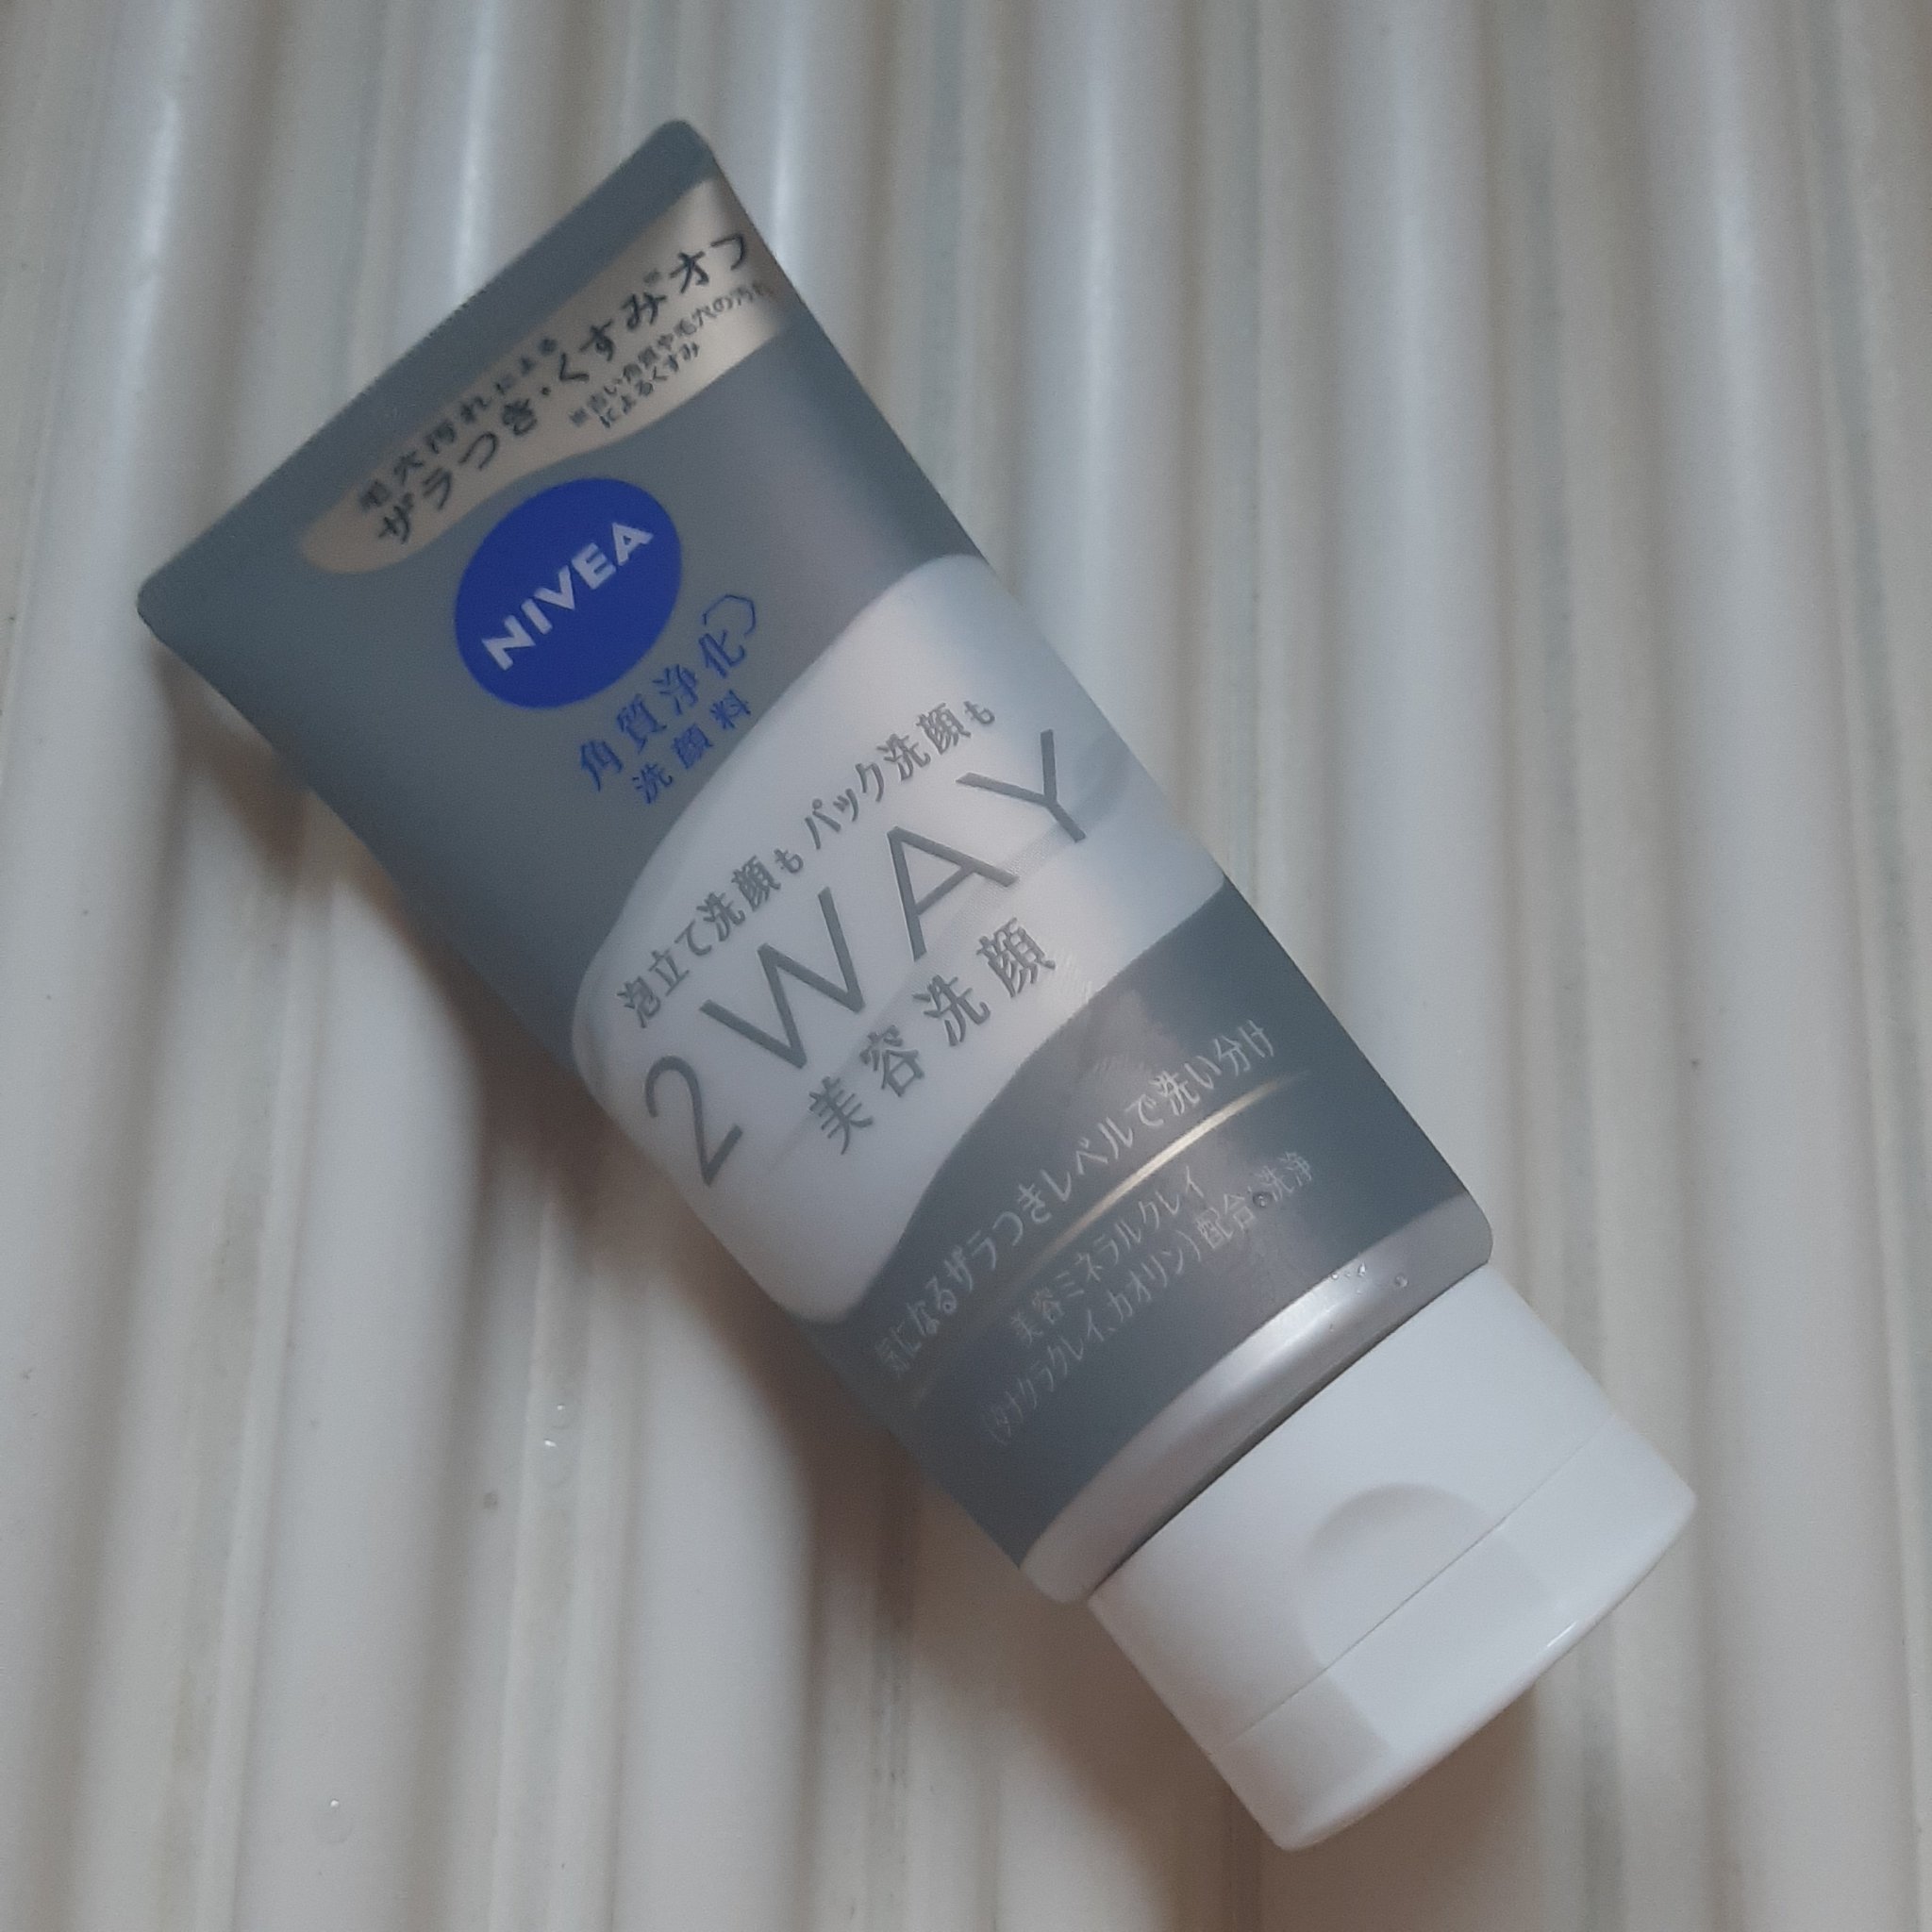 毛穴汚れによる
ザラつき・くすみ※オフ
※古い角質や毛穴の汚れ
によるくすみ
NIVEA
角質浄化
洗顔料
泡立て洗顔も パック洗顔も
2WAY
美容洗顔
気になるザラつきレベルで洗い分け
美容ミネラルクレイ
(タナクラクレイ、カオリン)配合：洗浄